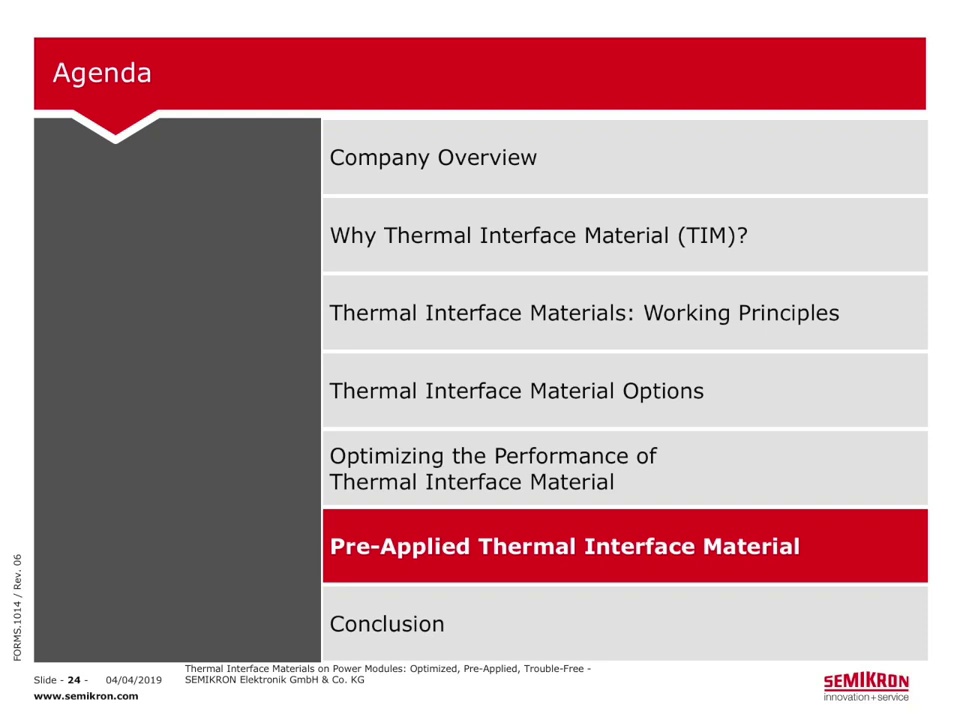 Agenda
Company Overview
Why Thermal Interface Material (TIM)?
Thermal Interface Materials: Working Principles
Thermal Interface Material Options
Optimizing the Performance of
Thermal Interface Material
Pre-Applied Thermal Interface Material
Conclusion
FORMS.1014 / Rev. 06
Slide - 24 - 04/04/2019
Thermal Interface Materials on Power Modules: Optimized, Pre-Applied, Trouble-Free -
SEMIKRON Elektronik GmbH & Co. KG
www.semikron.com
SEMIKRON
innovation+service